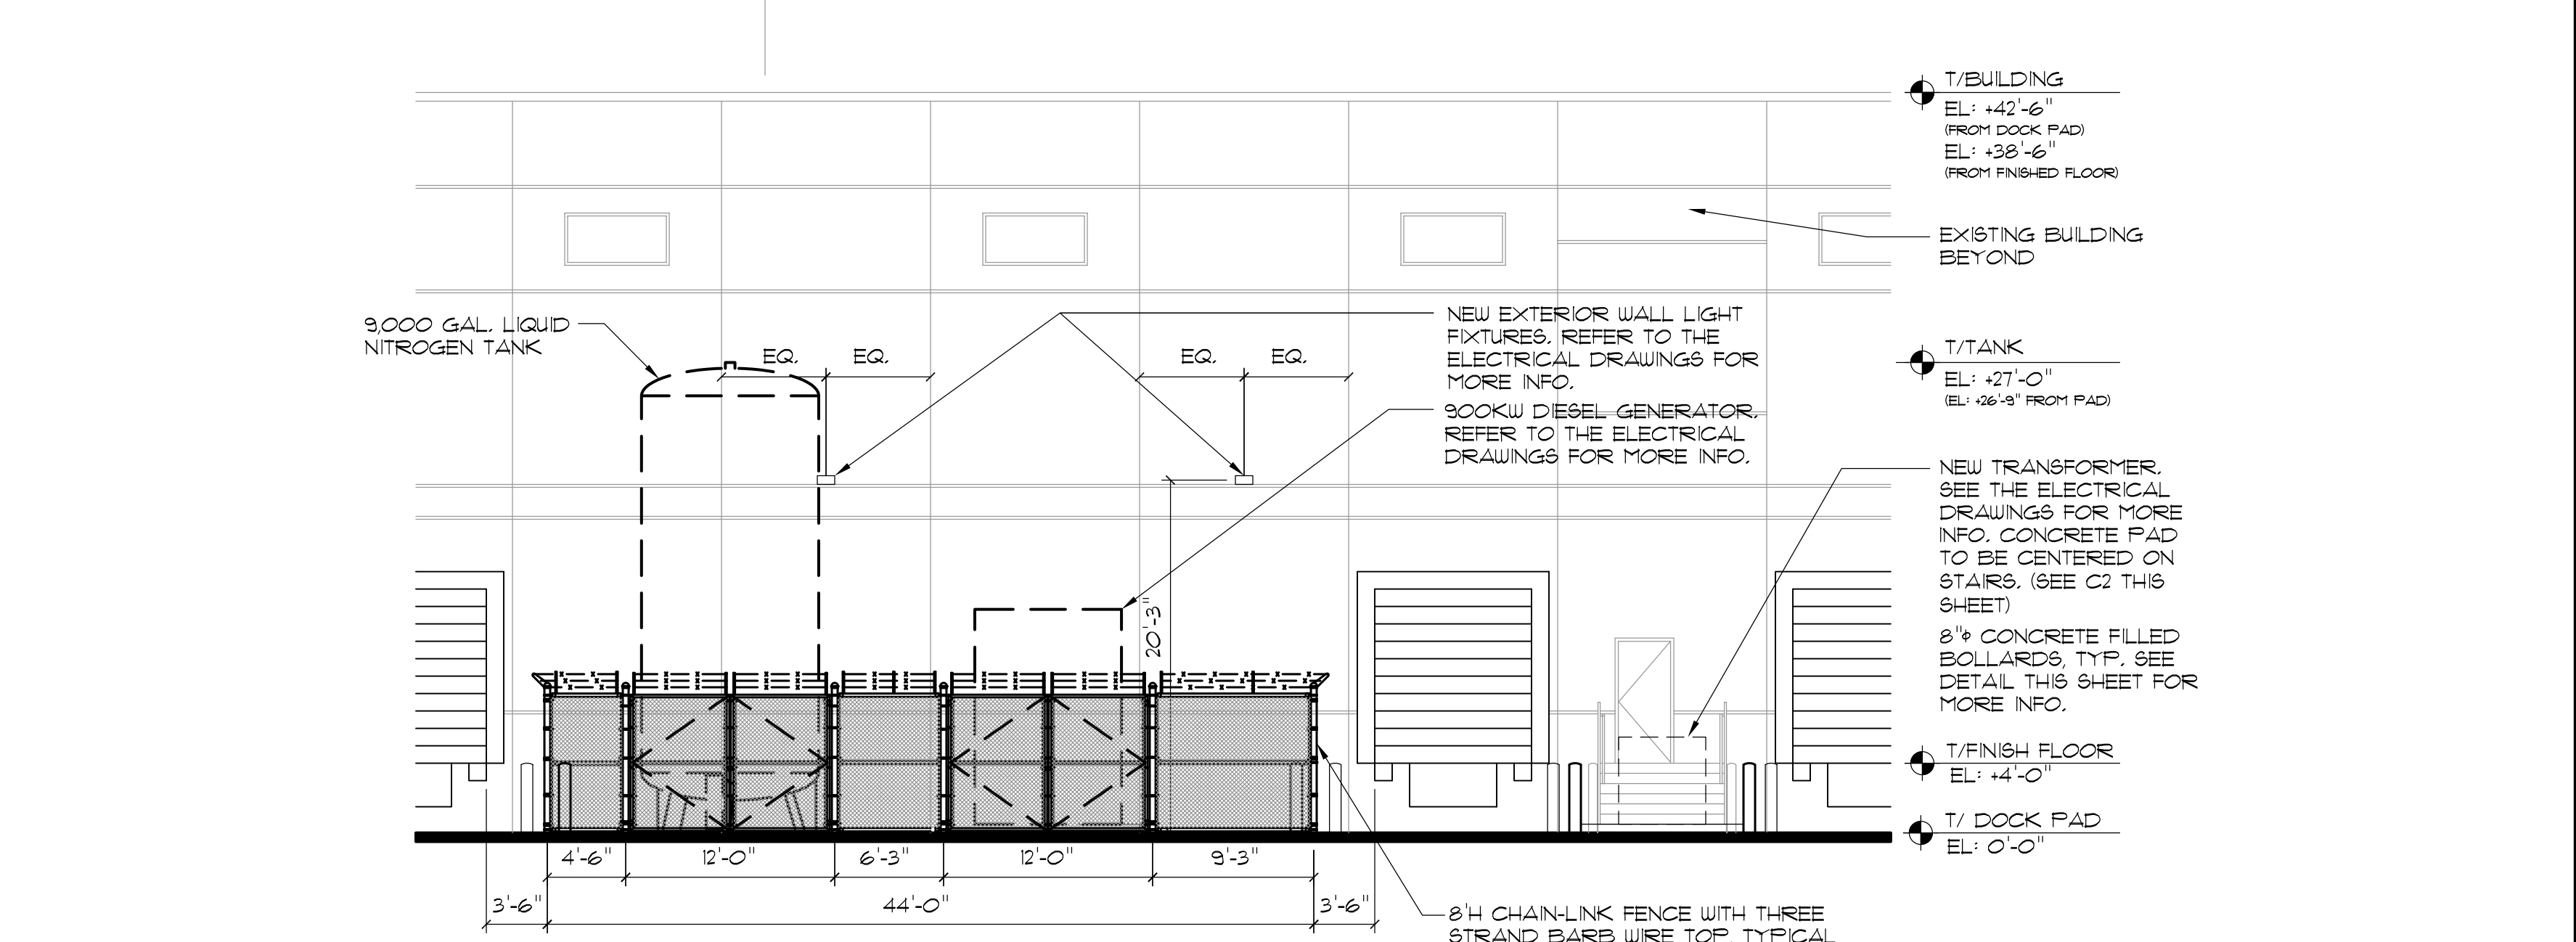 T/BUILDING
EL: +42'-6"
(FROM DOCK PAD)
EL: +38'-6"
(FROM FINISHED FLOOR)
EXISTING BUILDING
BEYOND
9,000 GAL. LIQUID
NITROGEN TANK
EQ.
EQ.
EQ.
EQ.
NEW EXTERIOR WALL LIGHT
FIXTURES. REFER TO THE
ELECTRICAL DRAWINGS FOR
MORE INFO.
900KW DIESEL GENERATOR.
REFER TO THE ELECTRICAL
DRAWINGS FOR MORE INFO.
T/TANK
EL: +27'-0"
(EL: +26'-9" FROM PAD)
NEW TRANSFORMER.
SEE THE ELECTRICAL
DRAWINGS FOR MORE
INFO. CONCRETE PAD
TO BE CENTERED ON
STAIRS. (SEE C2 THIS
SHEET)
8"φ CONCRETE FILLED
BOLLARDS, TYP. SEE
DETAIL THIS SHEET FOR
MORE INFO.
20'-3"
T/FINISH FLOOR
EL: +4'-0"
T/ DOCK PAD
EL: 0'-0"
4'-6"
12'-0"
6'-3"
12'-0"
9'-3"
3'-6"
44'-0"
3'-6"
8'H CHAIN-LINK FENCE WITH THREE
STRAND BARB WIRE TOP, TYPICAL